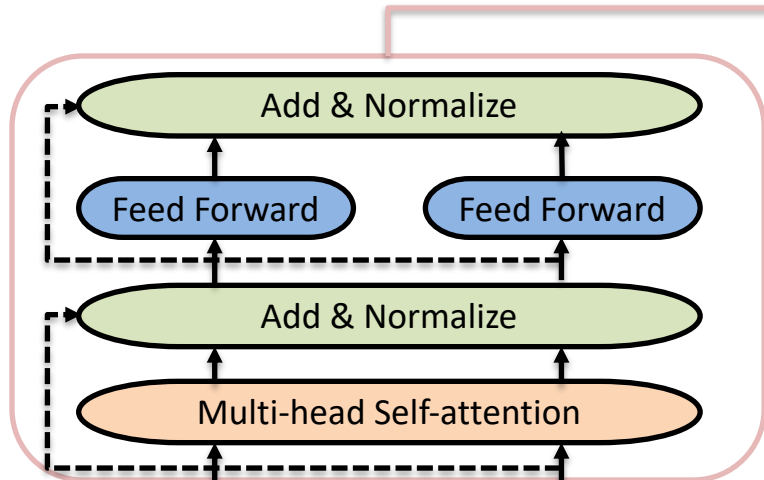 Add & Normalize
Feed Forward Feed Forward
Add & Normalize
Multi-head Self-attention